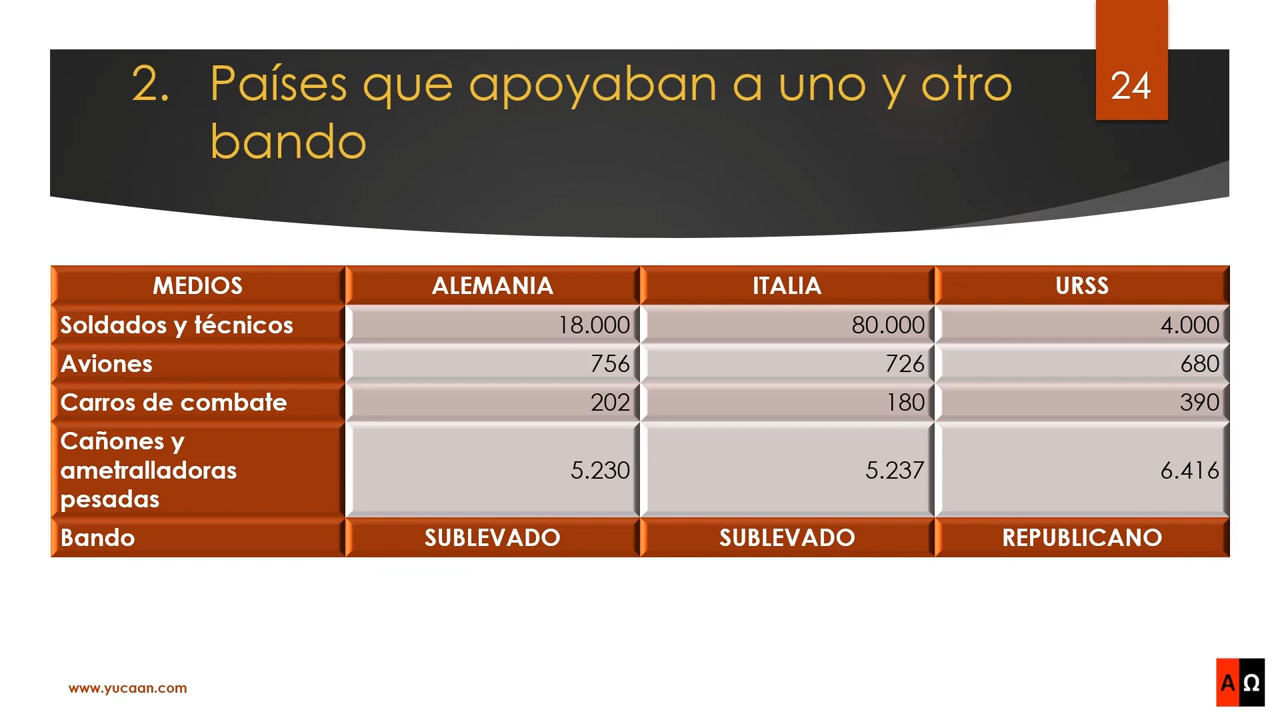 2. Países que apoyaban a uno y otro
bando
24
MEDIOS ALEMANIA ITALIA URSS
Soldados y técnicos 18.000 80.000 4.000
Aviones 756 726 680
Carros de combate 202 180 390
Cañones y
ametralladoras
pesadas 5.230 5.237 6.416
Bando SUBLEVADO SUBLEVADO REPUBLICANO
www.yucaan.com
ΑΩ